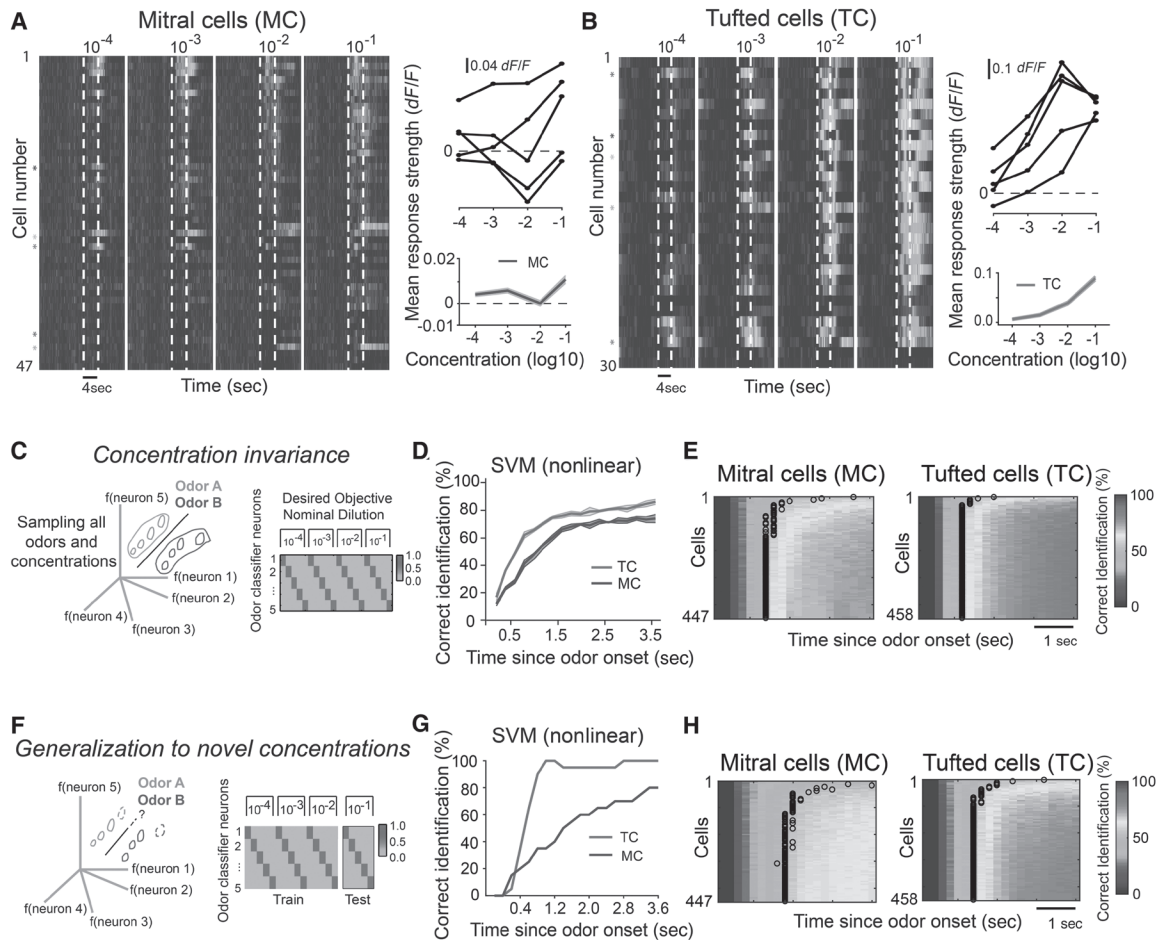 A
Mitral cells (MC)
10-4
10-3
10-2
10-1
1
Cell number
47
*
*
*
*
*
*
4sec
Time (sec)
0.04 dF/F
Mean response strength (dF/F)
0
-4
-3
-2
-1
0.02
MC
0
-0.01
-4
-3
-2
-1
Concentration (log10)
B
Tufted cells (TC)
10-4
10-3
10-2
10-1
1
Cell number
30
*
*
*
*
*
4sec
Time (sec)
0.1 dF/F
Mean response strength (dF/F)
0
-4
-3
-2
-1
0.1
TC
0.0
-4
-3
-2
-1
Concentration (log10)
C
Concentration invariance
Sampling all
odors and
concentrations
Odor A
Odor B
f(neuron 5)
f(neuron 1)
f(neuron 2)
f(neuron 4)
f(neuron 3)
Desired Objective
Nominal Dilution
10-4
10-3
10-2
10-1
Odor classifier neurons
1
2
⋮
5
1.0
0.5
0.0
D
SVM (nonlinear)
Correct identification (%)
100
80
60
40
20
0
TC
MC
0.5
1.5
2.5
3.5
Time since odor onset (sec)
E
Mitral cells (MC)
Tufted cells (TC)
1
Cells
447
1
Cells
458
Time since odor onset (sec)
1 sec
100
50
0
Correct Identification (%)
F
Generalization to novel concentrations
Odor A
Odor B
?
f(neuron 5)
f(neuron 1)
f(neuron 2)
f(neuron 4)
f(neuron 3)
10-4
10-3
10-2
10-1
Odor classifier neurons
1
2
⋮
5
Train
Test
1.0
0.5
0.0
G
SVM (nonlinear)
Correct identification (%)
100
80
60
40
20
0
TC
MC
0.4
1.2
2.0
2.8
3.6
Time since odor onset (sec)
H
Mitral cells (MC)
Tufted cells (TC)
1
Cells
447
1
Cells
458
Time since odor onset (sec)
1 sec
100
50
0
Correct Identification (%)